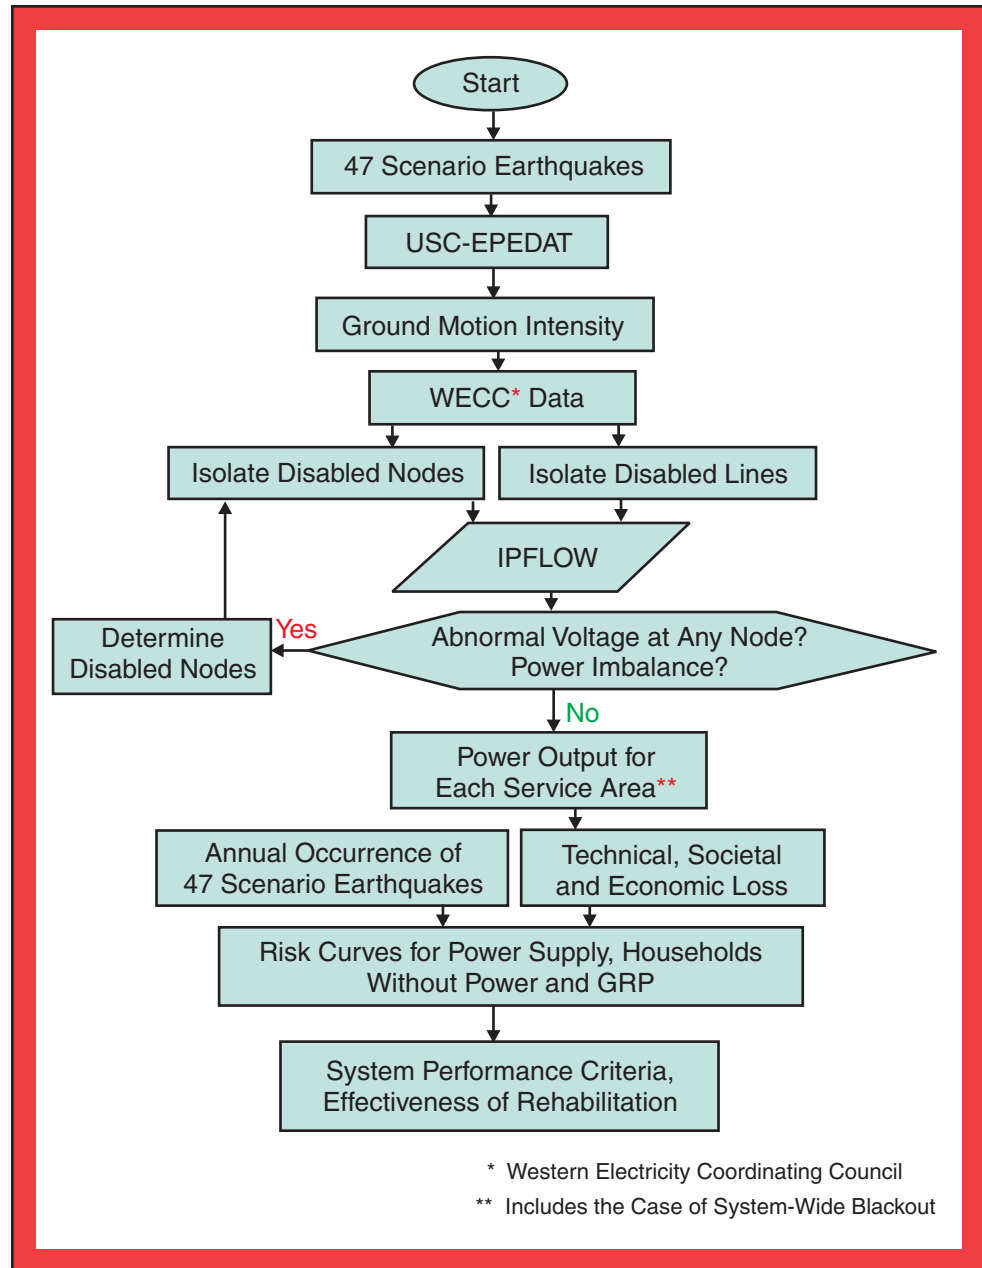 Start
47 Scenario Earthquakes
USC-EPEDAT
Ground Motion Intensity
WECC* Data
Isolate Disabled Nodes
Isolate Disabled Lines
IPFLOW
Abnormal Voltage at Any Node?
Power Imbalance?
Yes
Determine
Disabled Nodes
No
Power Output for
Each Service Area**
Annual Occurrence of
47 Scenario Earthquakes
Technical, Societal
and Economic Loss
Risk Curves for Power Supply, Households
Without Power and GRP
System Performance Criteria,
Effectiveness of Rehabilitation
* Western Electricity Coordinating Council
** Includes the Case of System-Wide Blackout